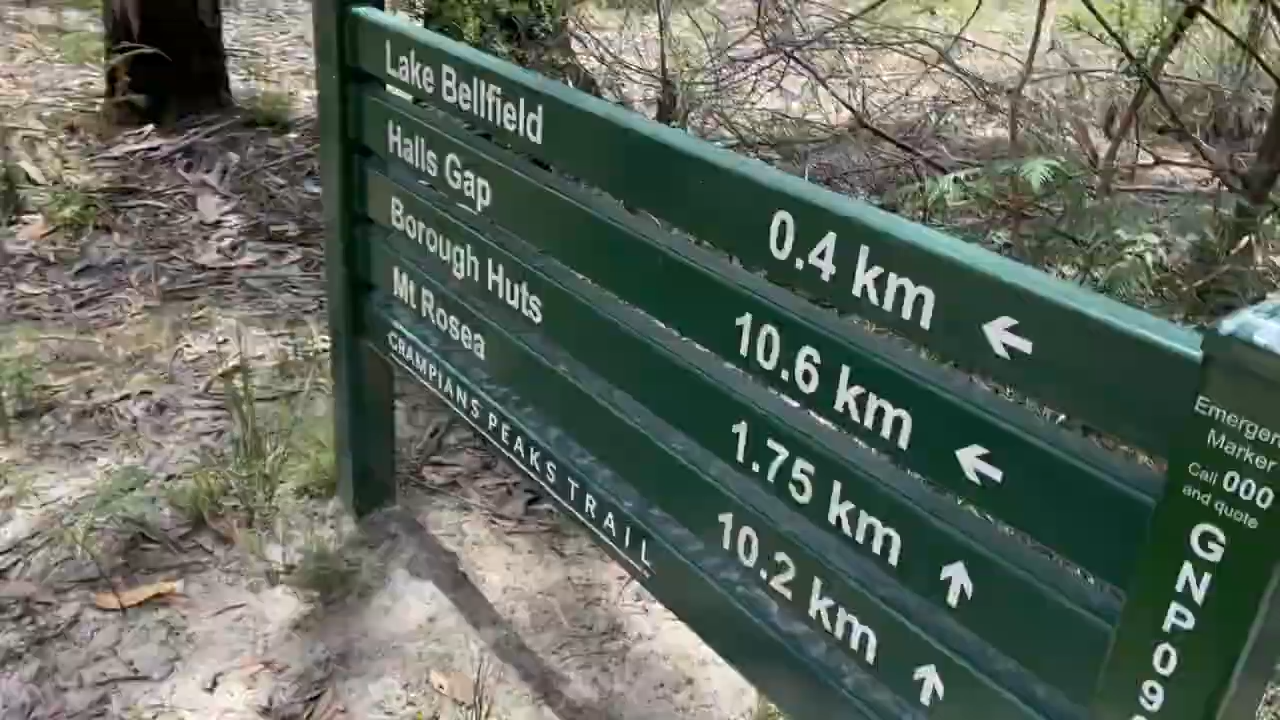 Lake Bellfield 0.4 km ←
Halls Gap 10.6 km ←
Borough Huts 1.75 km ↑
Mt Rosea 10.2 km ↑
GRAMPIANS PEAKS TRAIL
Emergen
Marker
Call 000
and quote
GNP09